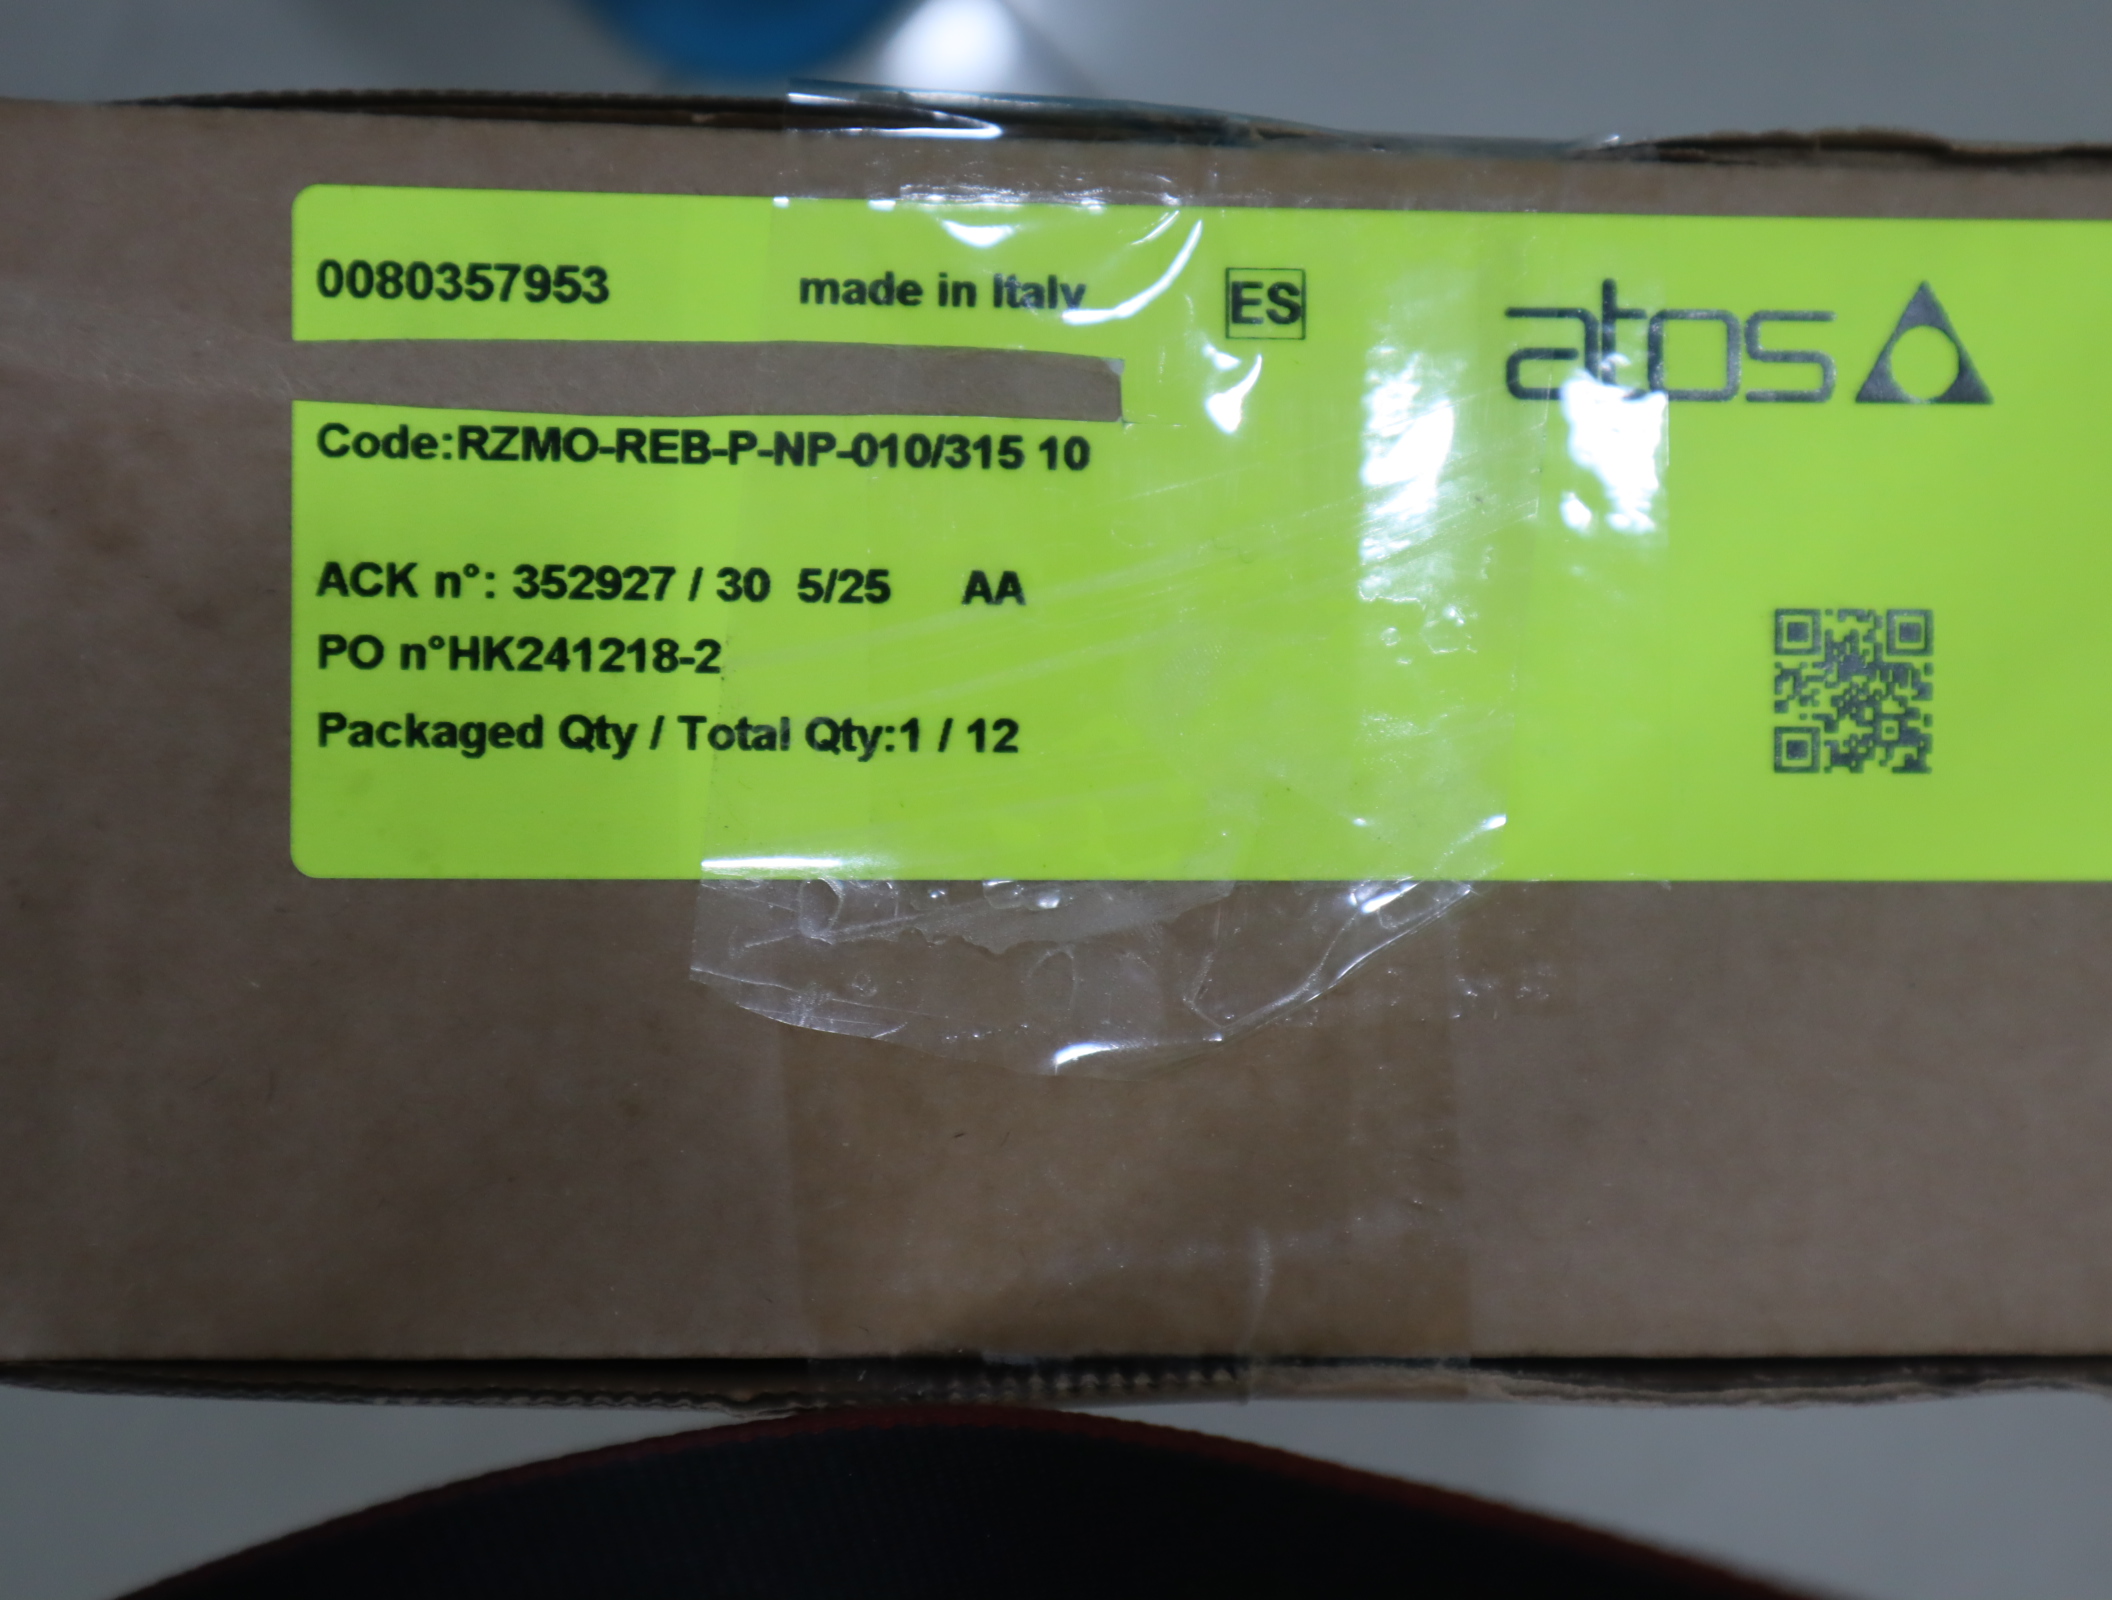 0080357953 made in Italy ES atos
Code:RZMO-REB-P-NP-010/315 10
ACK n°: 352927 / 30 5/25 AA
PO n°HK241218-2
Packaged Qty / Total Qty:1 / 12